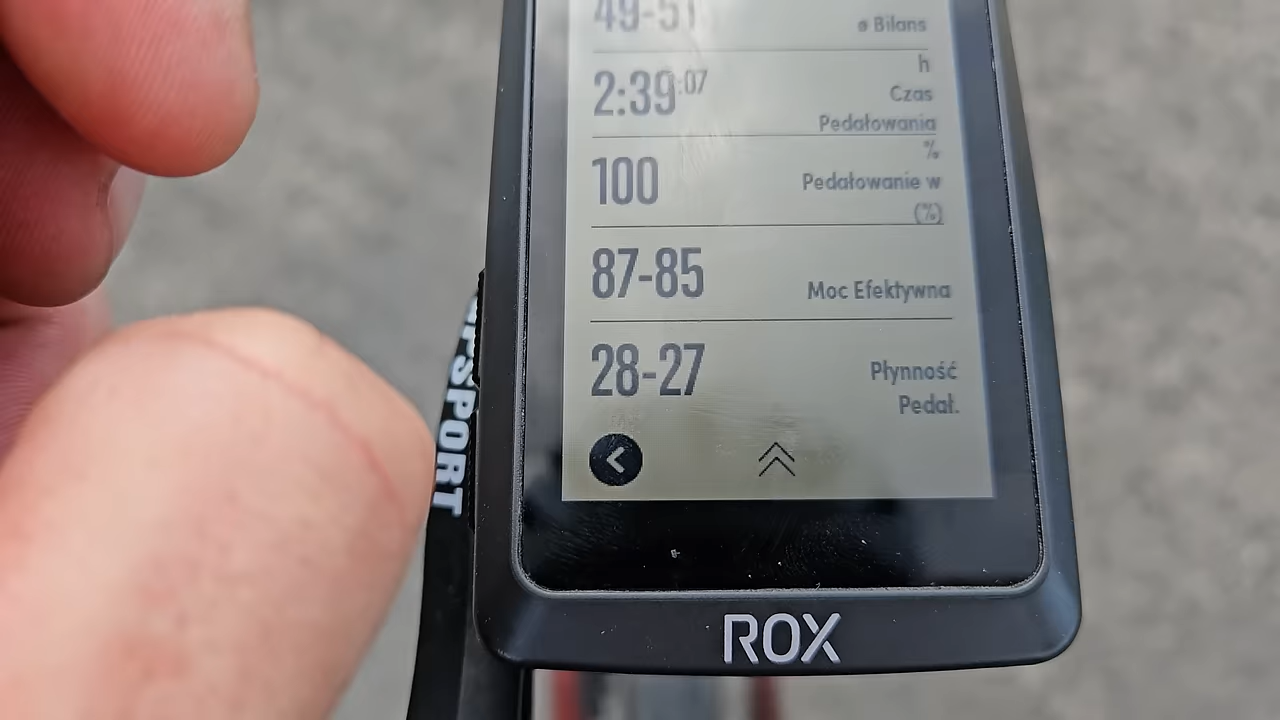 49-51 ø Bilans
2:39:07 h
Czas
Pedałowania
100 %
Pedałowanie w
(%)
87-85 Moc Efektywna
28-27 Płynność
Pedał.
ROX
SPORT